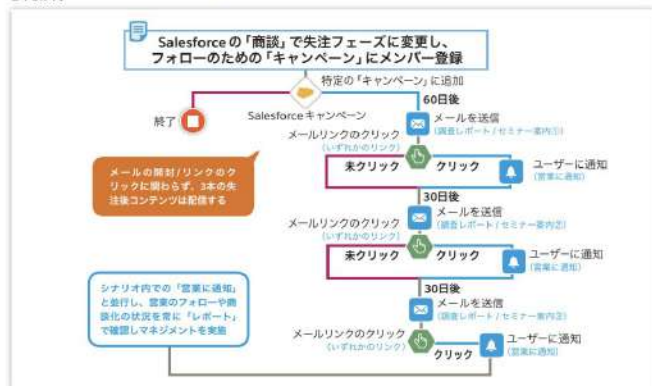 Salesforceの「商談」で失注フェーズに変更し、
フォローのための「キャンペーン」にメンバー登録
特定の「キャンペーン」に追加
終了
Salesforceキャンペーン
60日後
メールを送信
(調査レポート / セミナー案内①)
メールリンクのクリック
(いずれかのリンク)
未クリック
クリック
ユーザーに通知
(営業に通知)
メールの開封/リンクのク
リックに関わらず、3本の失
注後コンテンツは配信する
30日後
メールを送信
(調査レポート / セミナー案内②)
メールリンクのクリック
(いずれかのリンク)
未クリック
クリック
ユーザーに通知
(営業に通知)
シナリオ内での「営業に通知」
と並行し、営業のフォローや商
談化の状況を常に「レポート」
で確認しマネジメントを実施
30日後
メールを送信
(調査レポート / セミナー案内③)
メールリンクのクリック
(いずれかのリンク)
クリック
ユーザーに通知
(営業に通知)